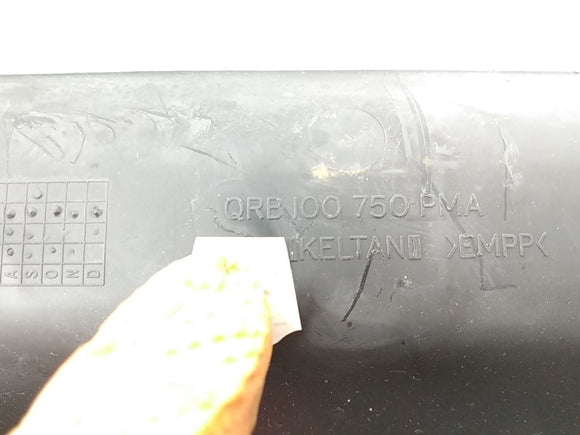 QRB 100 750 PMA
KELTAN >EMPP<
A S O N D